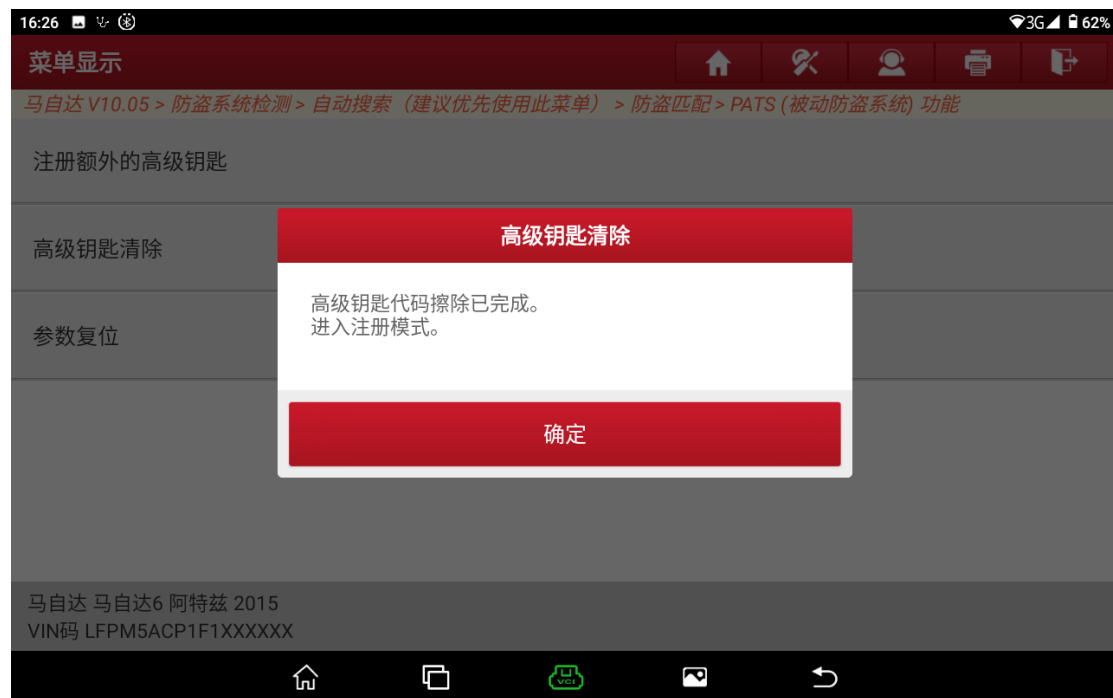 16:26 3G 62%
菜单显示
马自达 V10.05 > 防盗系统检测 > 自动搜索（建议优先使用此菜单） > 防盗匹配 > PATS (被动防盗系统) 功能
注册额外的高级钥匙
高级钥匙清除
高级钥匙清除
高级钥匙代码擦除已完成。
进入注册模式。
参数复位
确定
马自达 马自达6 阿特兹 2015
VIN码 LFPM5ACP1F1XXXXXX
VCI